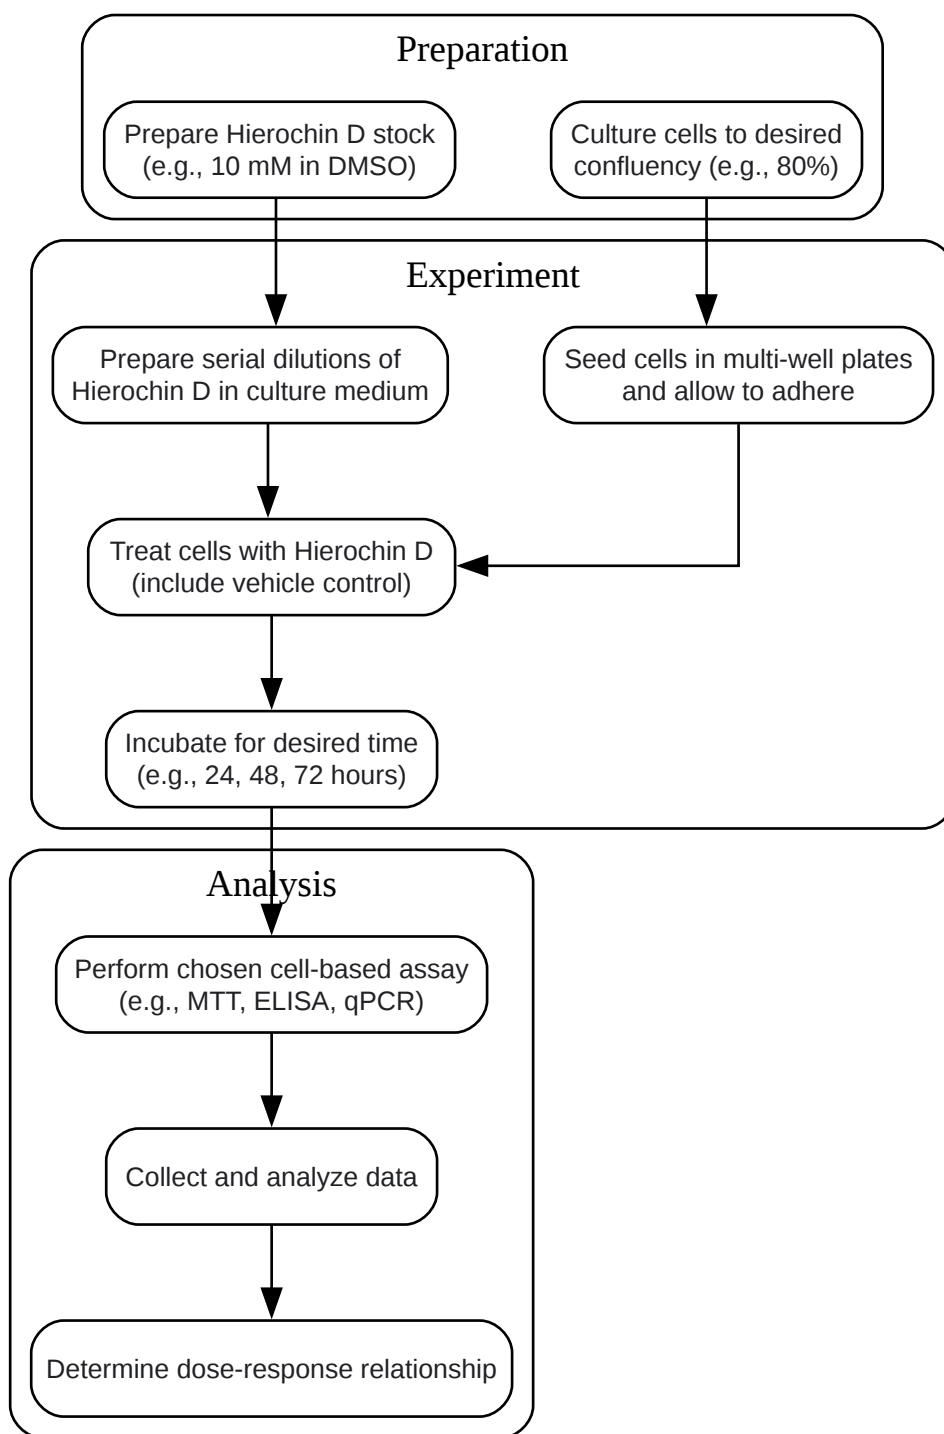 Preparation
Prepare Hierochin D stock
(e.g., 10 mM in DMSO)
Culture cells to desired
confluency (e.g., 80%)
Experiment
Prepare serial dilutions of
Hierochin D in culture medium
Seed cells in multi-well plates
and allow to adhere
Treat cells with Hierochin D
(include vehicle control)
Incubate for desired time
(e.g., 24, 48, 72 hours)
Analysis
Perform chosen cell-based assay
(e.g., MTT, ELISA, qPCR)
Collect and analyze data
Determine dose-response relationship